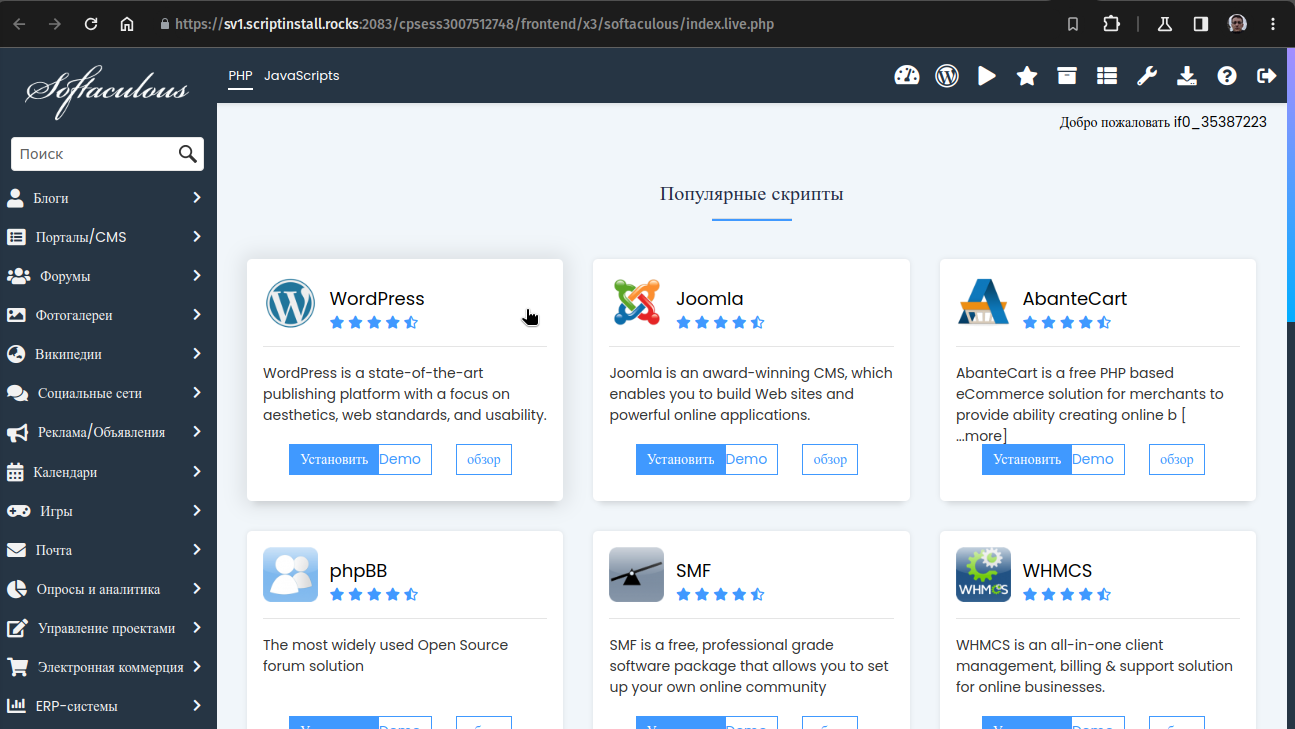 https://sv1.scriptinstall.rocks:2083/cpsess3007512748/frontend/x3/softaculous/index.live.php
Softaculous
PHP JavaScripts
Добро пожаловать if0_35387223
Поиск
Блоги
Порталы/CMS
Форумы
Фотогалереи
Википедии
Социальные сети
Реклама/Объявления
Календари
Игры
Почта
Опросы и аналитика
Управление проектами
Электронная коммерция
ERP-системы
Популярные скрипты
WordPress
WordPress is a state-of-the-art
publishing platform with a focus on
aesthetics, web standards, and usability.
Установить Demo обзор
Joomla
Joomla is an award-winning CMS, which
enables you to build Web sites and
powerful online applications.
Установить Demo обзор
AbanteCart
AbanteCart is a free PHP based
eCommerce solution for merchants to
provide ability creating online b [
...more]
Установить Demo обзор
phpBB
The most widely used Open Source
forum solution
SMF
SMF is a free, professional grade
software package that allows you to set
up your own online community
WHMCS
WHMCS
WHMCS is an all-in-one client
management, billing & support solution
for online businesses.